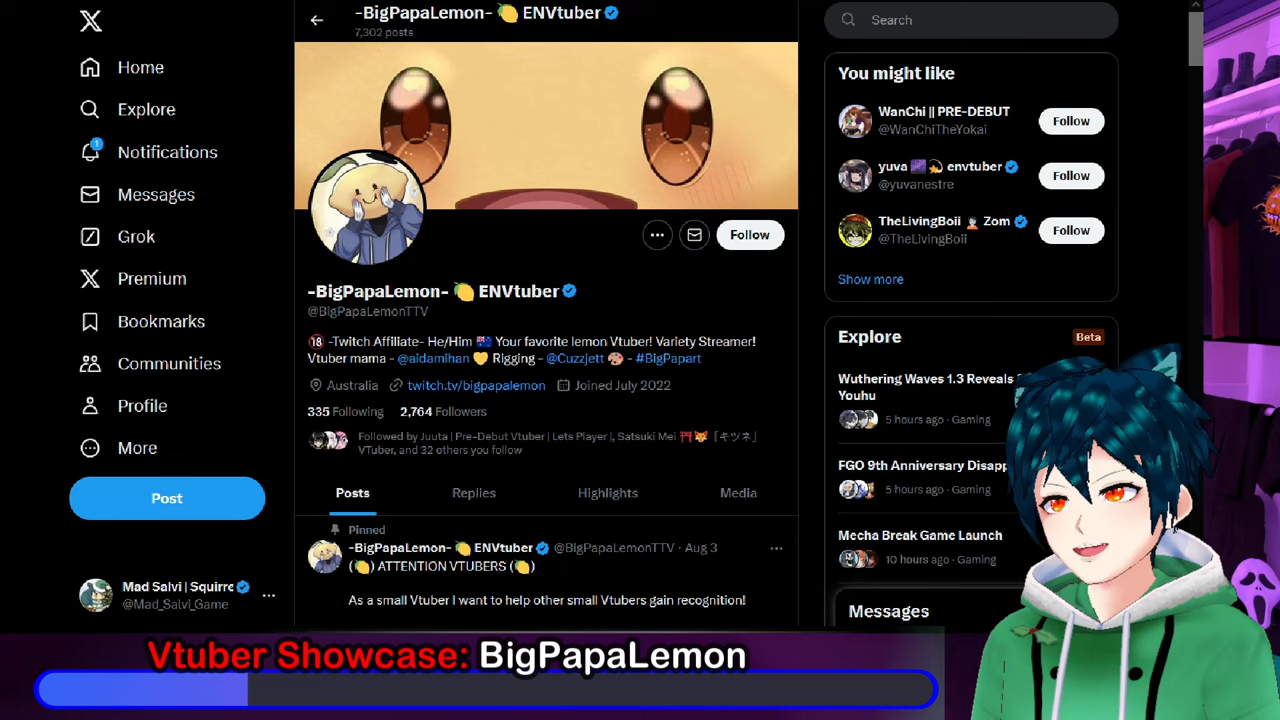 -BigPapaLemon- 🍋 ENVtuber
7,302 posts
Home
Explore
1
Notifications
Messages
Grok
Premium
Bookmarks
Communities
Profile
More
Post
Mad Salvi | Squirrc
@Mad_Salvi_Game
Follow
-BigPapaLemon- 🍋 ENVtuber
@BigPapaLemonTTV
🔞 -Twitch Affiliate- He/Him 🇦🇺 Your favorite lemon Vtuber! Variety Streamer!
Vtuber mama - @aidamihan 💛 Rigging - @Cuzzjett 🎨 - #BigPapart
Australia twitch.tv/bigpapalemon Joined July 2022
335 Following 2,764 Followers
Followed by Juuta | Pre-Debut Vtuber | Lets Player |, Satsuki Mei ⛩️🦊「キツネ」
VTuber, and 32 others you follow
Posts Replies Highlights Media
Pinned
-BigPapaLemon- 🍋 ENVtuber @BigPapaLemonTTV · Aug 3
(🍋) ATTENTION VTUBERS (🍋)
As a small Vtuber I want to help other small Vtubers gain recognition!
Search
You might like
WanChi || PRE-DEBUT
@WanChiTheYokai
Follow
yuva 🌌 💫 envtuber
@yuvanestre
Follow
TheLivingBoii 🧟🏻 Zom
@TheLivingBoii
Follow
Show more
Explore Beta
Wuthering Waves 1.3 Reveals
Youhu
5 hours ago · Gaming
FGO 9th Anniversary Disapp
5 hours ago · Gaming
Mecha Break Game Launch
10 hours ago · Gaming
Messages
Vtuber Showcase: BigPapaLemon